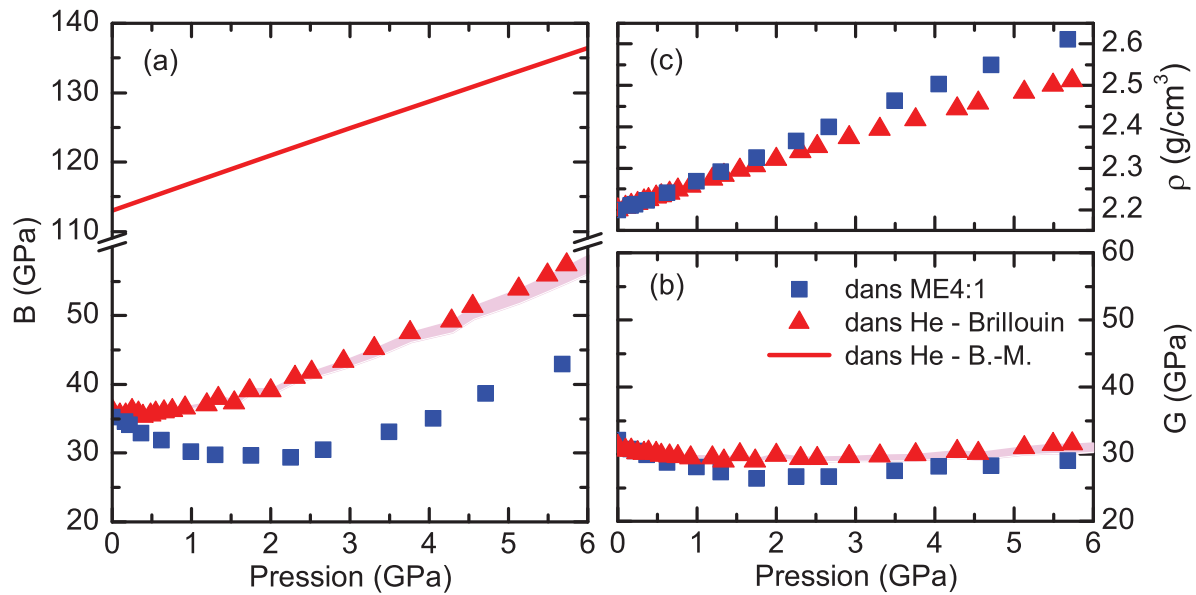 140
130
120
110
50
40
30
20
B (GPa)
(a)
0 1 2 3 4 5 6
Pression (GPa)
(c)
2.6
2.5
2.4
2.3
2.2
ρ (g/cm³)
(b)
dans ME4:1
dans He - Brillouin
dans He - B.-M.
60
50
40
30
20
G (GPa)
0 1 2 3 4 5 6
Pression (GPa)